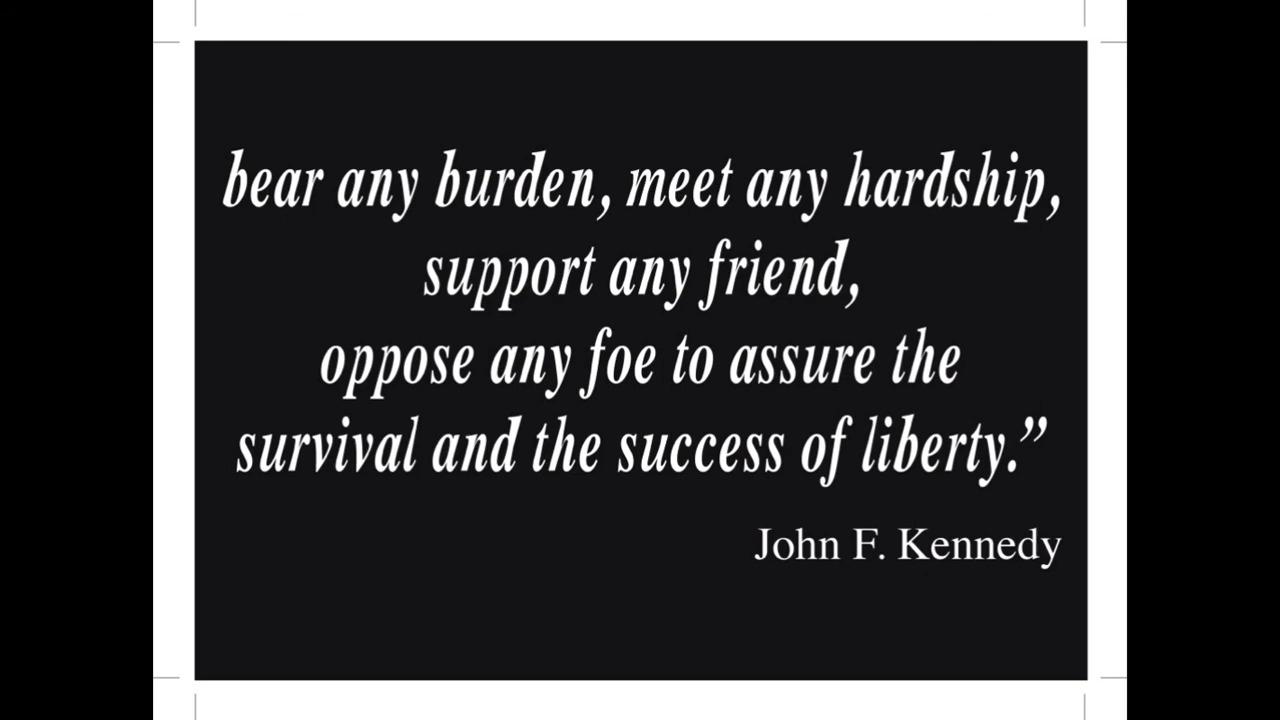 bear any burden, meet any hardship,
support any friend,
oppose any foe to assure the
survival and the success of liberty.”
John F. Kennedy